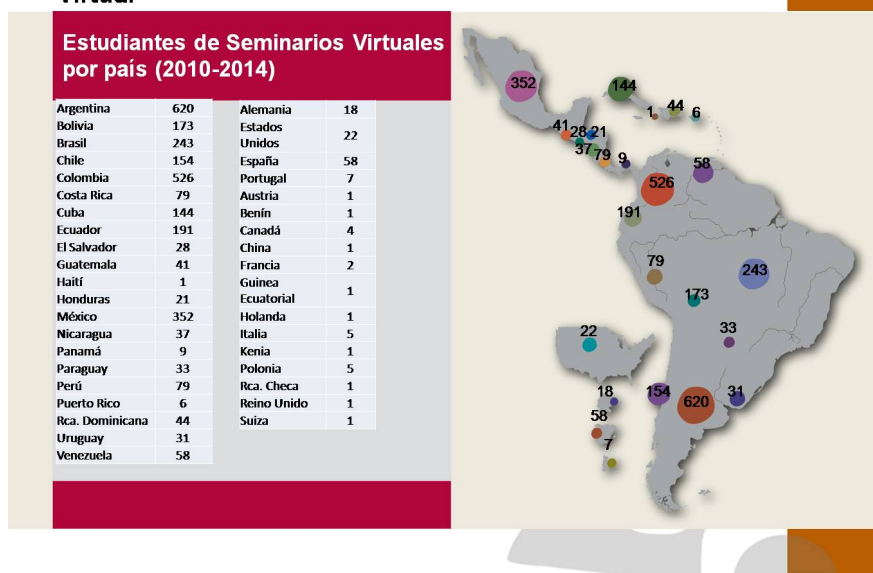 Virtual
Estudiantes de Seminarios Virtuales
por país (2010-2014)
Argentina 620
Bolivia 173
Brasil 243
Chile 154
Colombia 526
Costa Rica 79
Cuba 144
Ecuador 191
El Salvador 28
Guatemala 41
Haití 1
Honduras 21
México 352
Nicaragua 37
Panamá 9
Paraguay 33
Perú 79
Puerto Rico 6
Rca. Dominicana 44
Uruguay 31
Venezuela 58
Alemania 18
Estados
Unidos 22
España 58
Portugal 7
Austria 1
Benín 1
Canadá 4
China 1
Francia 2
Guinea
Ecuatorial 1
Holanda 1
Italia 5
Kenia 1
Polonia 5
Rca. Checa 1
Reino Unido 1
Suiza 1
352
144
1
44
6
41
28
21
37
79
9
526
58
191
79
243
173
33
22
18
154
620
31
58
7